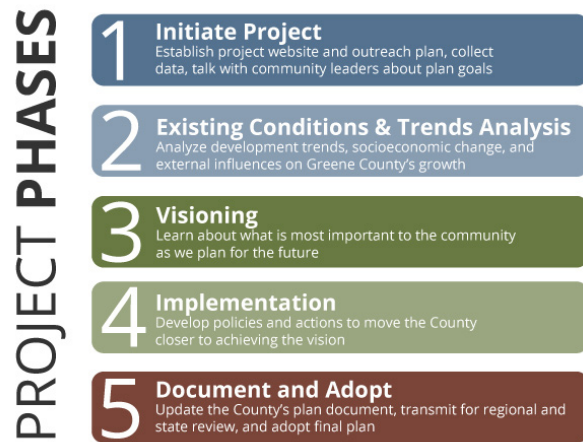 PROJECT PHASES
1
Initiate Project
Establish project website and outreach plan, collect
data, talk with community leaders about plan goals
2
Existing Conditions & Trends Analysis
Analyze development trends, socioeconomic change, and
external influences on Greene County's growth
3
Visioning
Learn about what is most important to the community
as we plan for the future
4
Implementation
Develop policies and actions to move the County
closer to achieving the vision
5
Document and Adopt
Update the County's plan document, transmit for regional and
state review, and adopt final plan